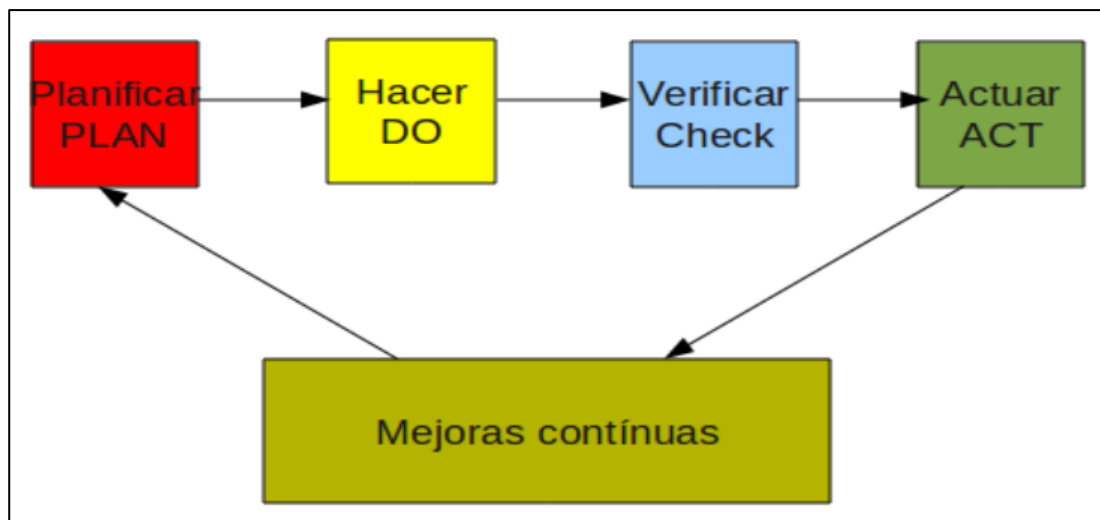 Planificar
PLAN
Hacer
DO
Verificar
Check
Actuar
ACT
Mejoras contínuas